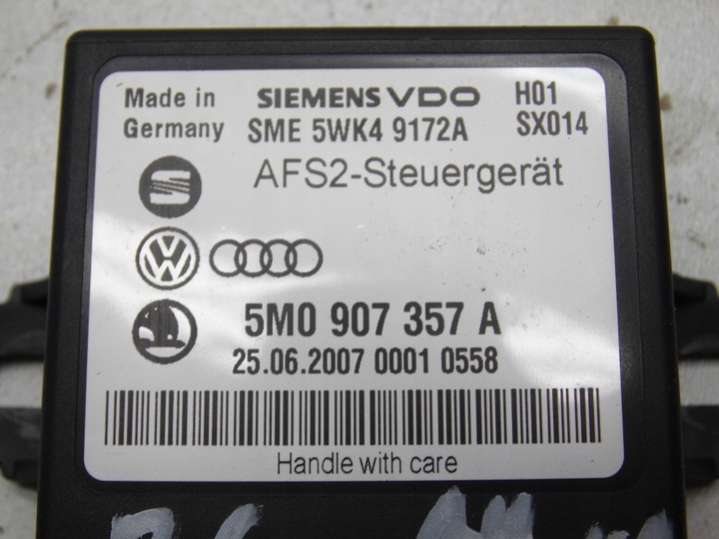 Made in Germany
SIEMENS VDO H01
SME 5WK4 9172A SX014
AFS2-Steuergerät
5M0 907 357 A
25.06.2007 0001 0558
Handle with care